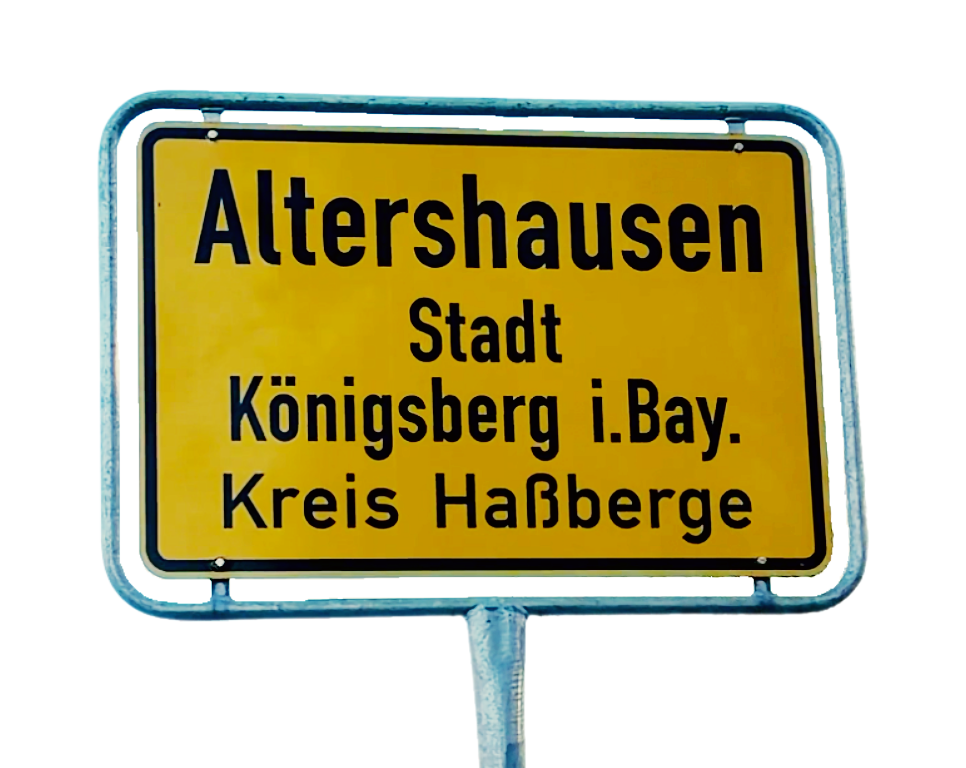 Altershausen
Stadt
Königsberg i.Bay.
Kreis Haßberge